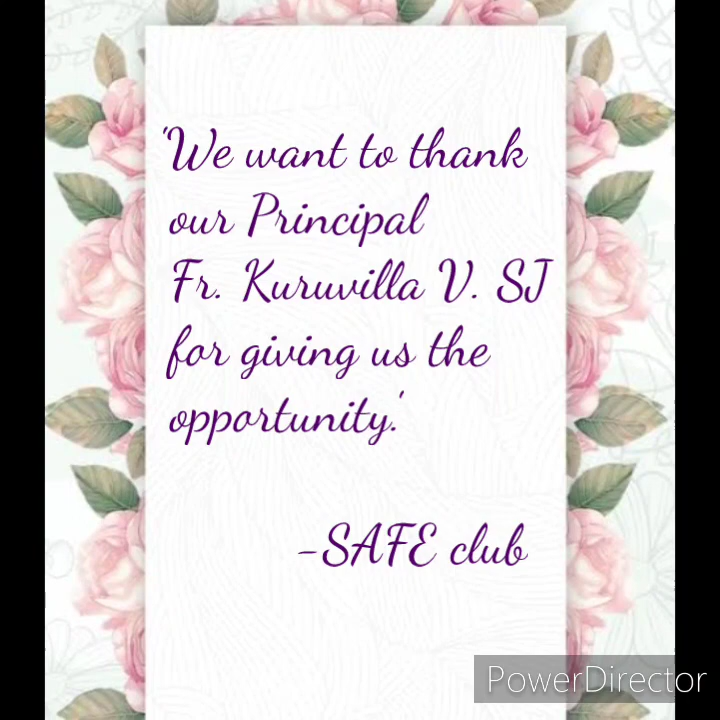 'We want to thank
our Principal
Fr. Kuruvilla V. SJ
for giving us the
opportunity.'
-SAFE club
PowerDirector